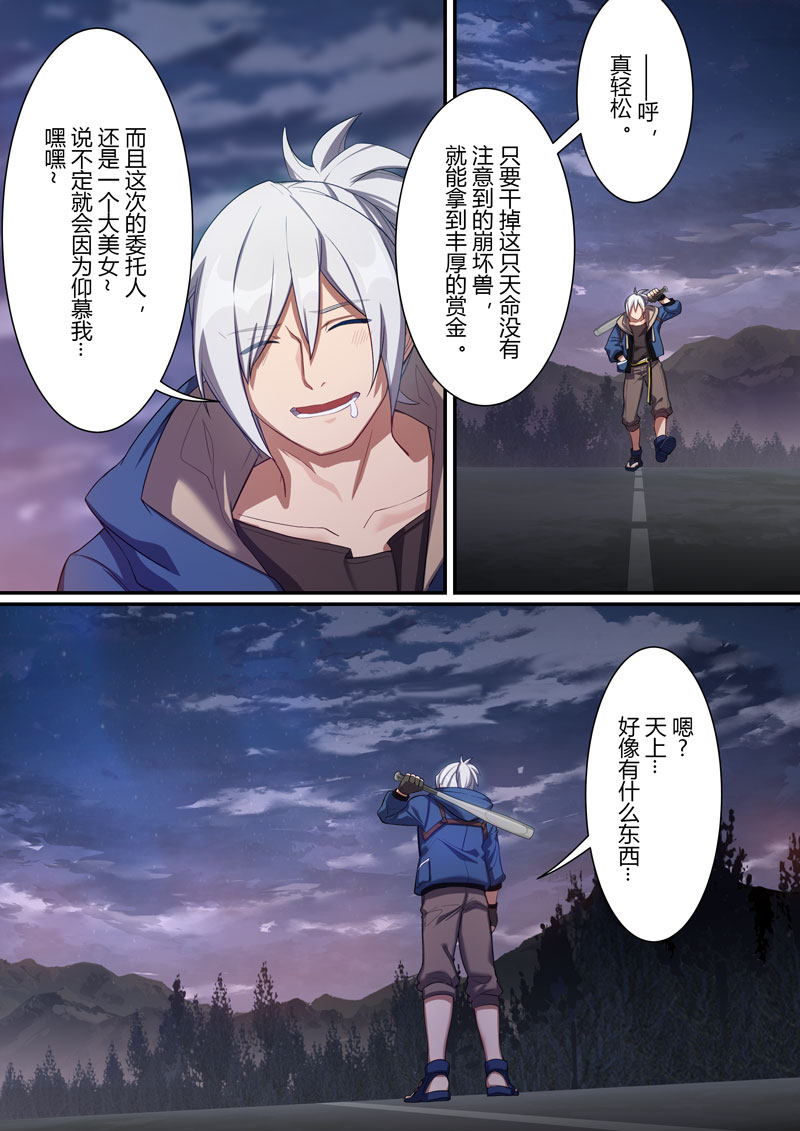 ——呼，
真轻松。
只要干掉这只天命没有
注意到的崩坏兽，
就能拿到丰厚的赏金。
而且这次的委托人，
还是一个大美女~
说不定就会因为仰慕我…
嘿嘿~
嗯？
天上…
好像有什么东西…